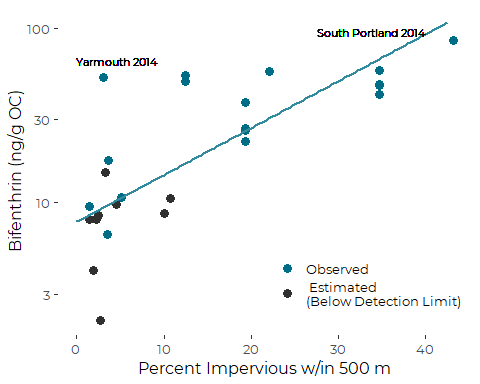 100
South Portland 2014
Yarmouth 2014
30
10
3
Bifenthrin (ng/g OC)
Observed
Estimated
(Below Detection Limit)
0
10
20
30
40
Percent Impervious w/in 500 m